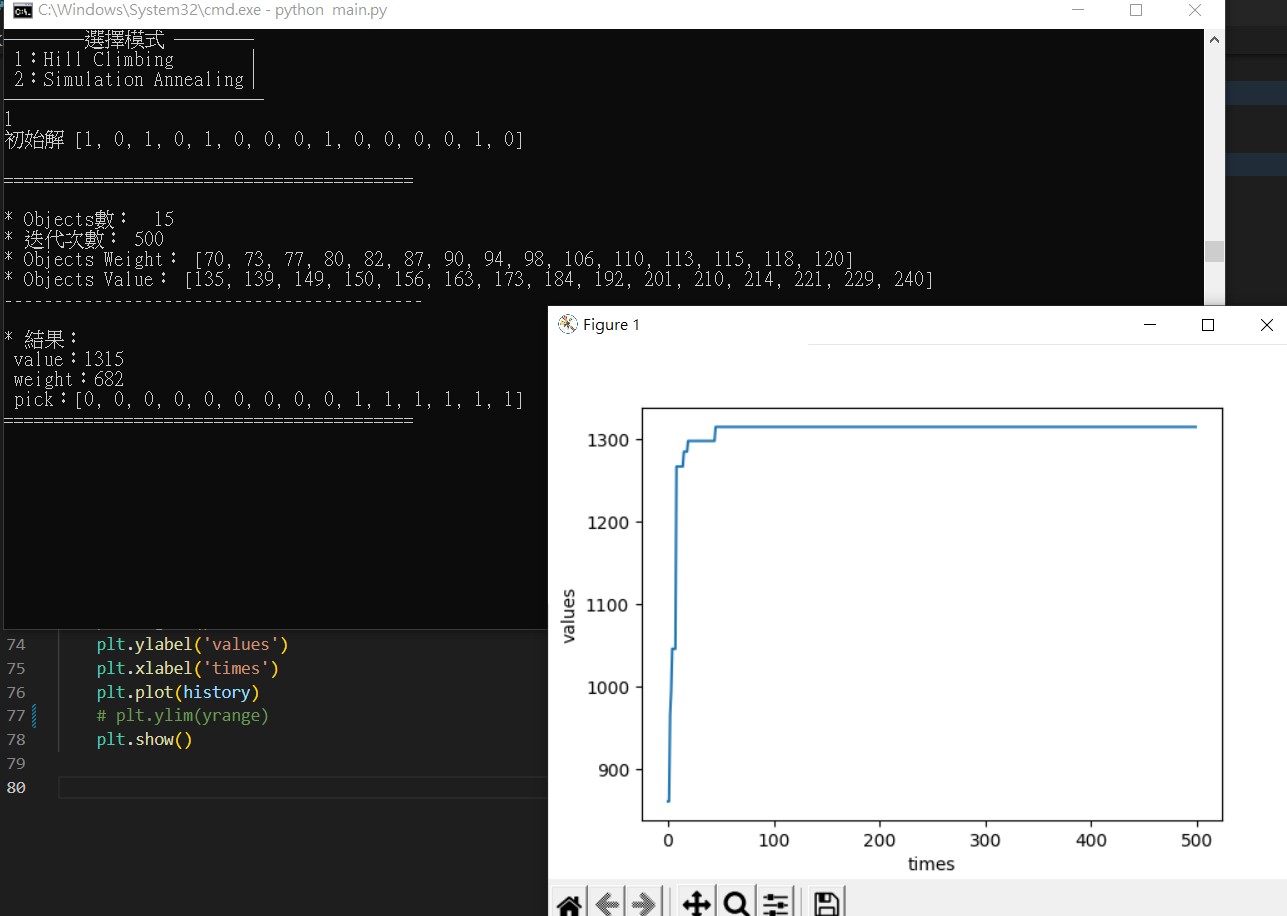 C:\Windows\System32\cmd.exe - python main.py
選擇模式
1：Hill Climbing
2：Simulation Annealing
1
初始解 [1, 0, 1, 0, 1, 0, 0, 0, 1, 0, 0, 0, 0, 1, 0]
========================================
* Objects數： 15
* 迭代次數： 500
* Objects Weight： [70, 73, 77, 80, 82, 87, 90, 94, 98, 106, 110, 113, 115, 118, 120]
* Objects Value： [135, 139, 149, 150, 156, 163, 173, 184, 192, 201, 210, 214, 221, 229, 240]
------------------------------------------
* 結果：
value：1315
weight：682
pick：[0, 0, 0, 0, 0, 0, 0, 0, 0, 1, 1, 1, 1, 1, 1]
========================================
Figure 1
1300
1200
1100
1000
900
values
0 100 200 300 400 500
times
74 plt.ylabel('values')
75 plt.xlabel('times')
76 plt.plot(history)
77 # plt.ylim(yrange)
78 plt.show()
79
80